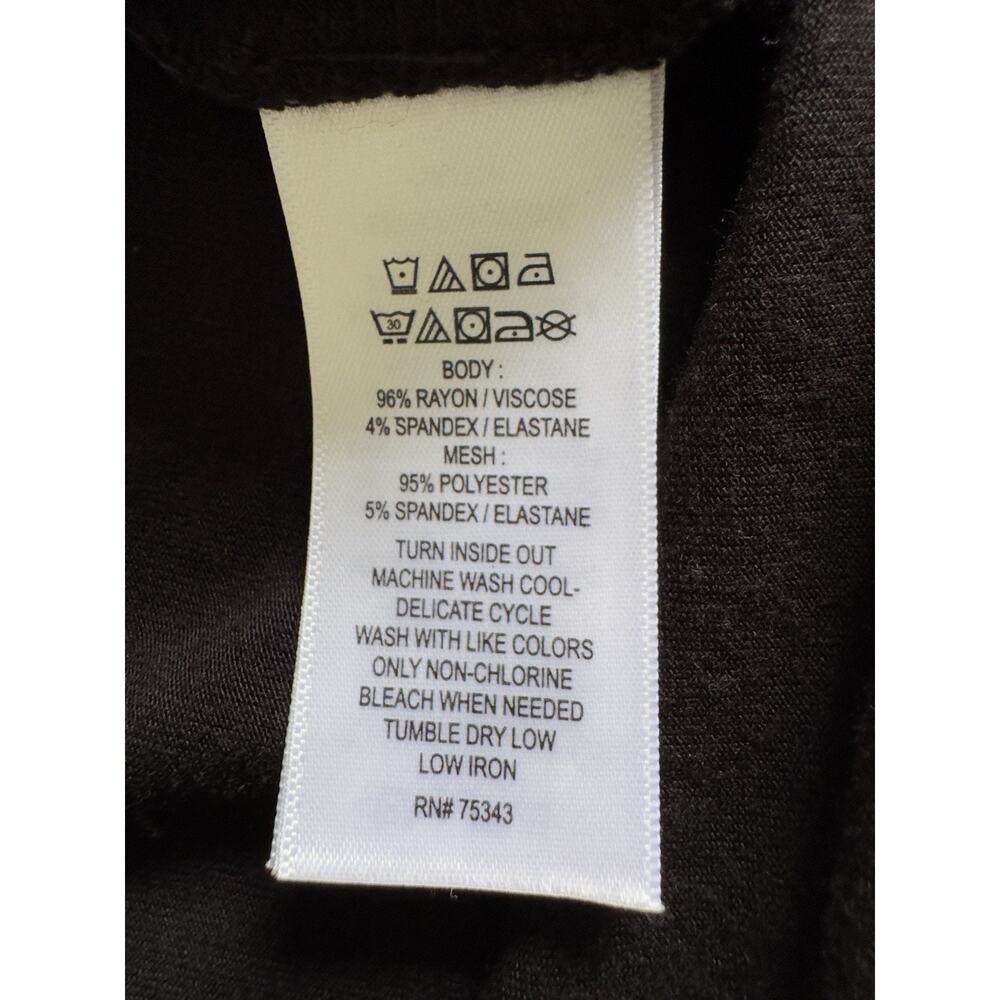 30
BODY :
96% RAYON / VISCOSE
4% SPANDEX / ELASTANE
MESH :
95% POLYESTER
5% SPANDEX / ELASTANE
TURN INSIDE OUT
MACHINE WASH COOL-
DELICATE CYCLE
WASH WITH LIKE COLORS
ONLY NON-CHLORINE
BLEACH WHEN NEEDED
TUMBLE DRY LOW
LOW IRON
RN# 75343